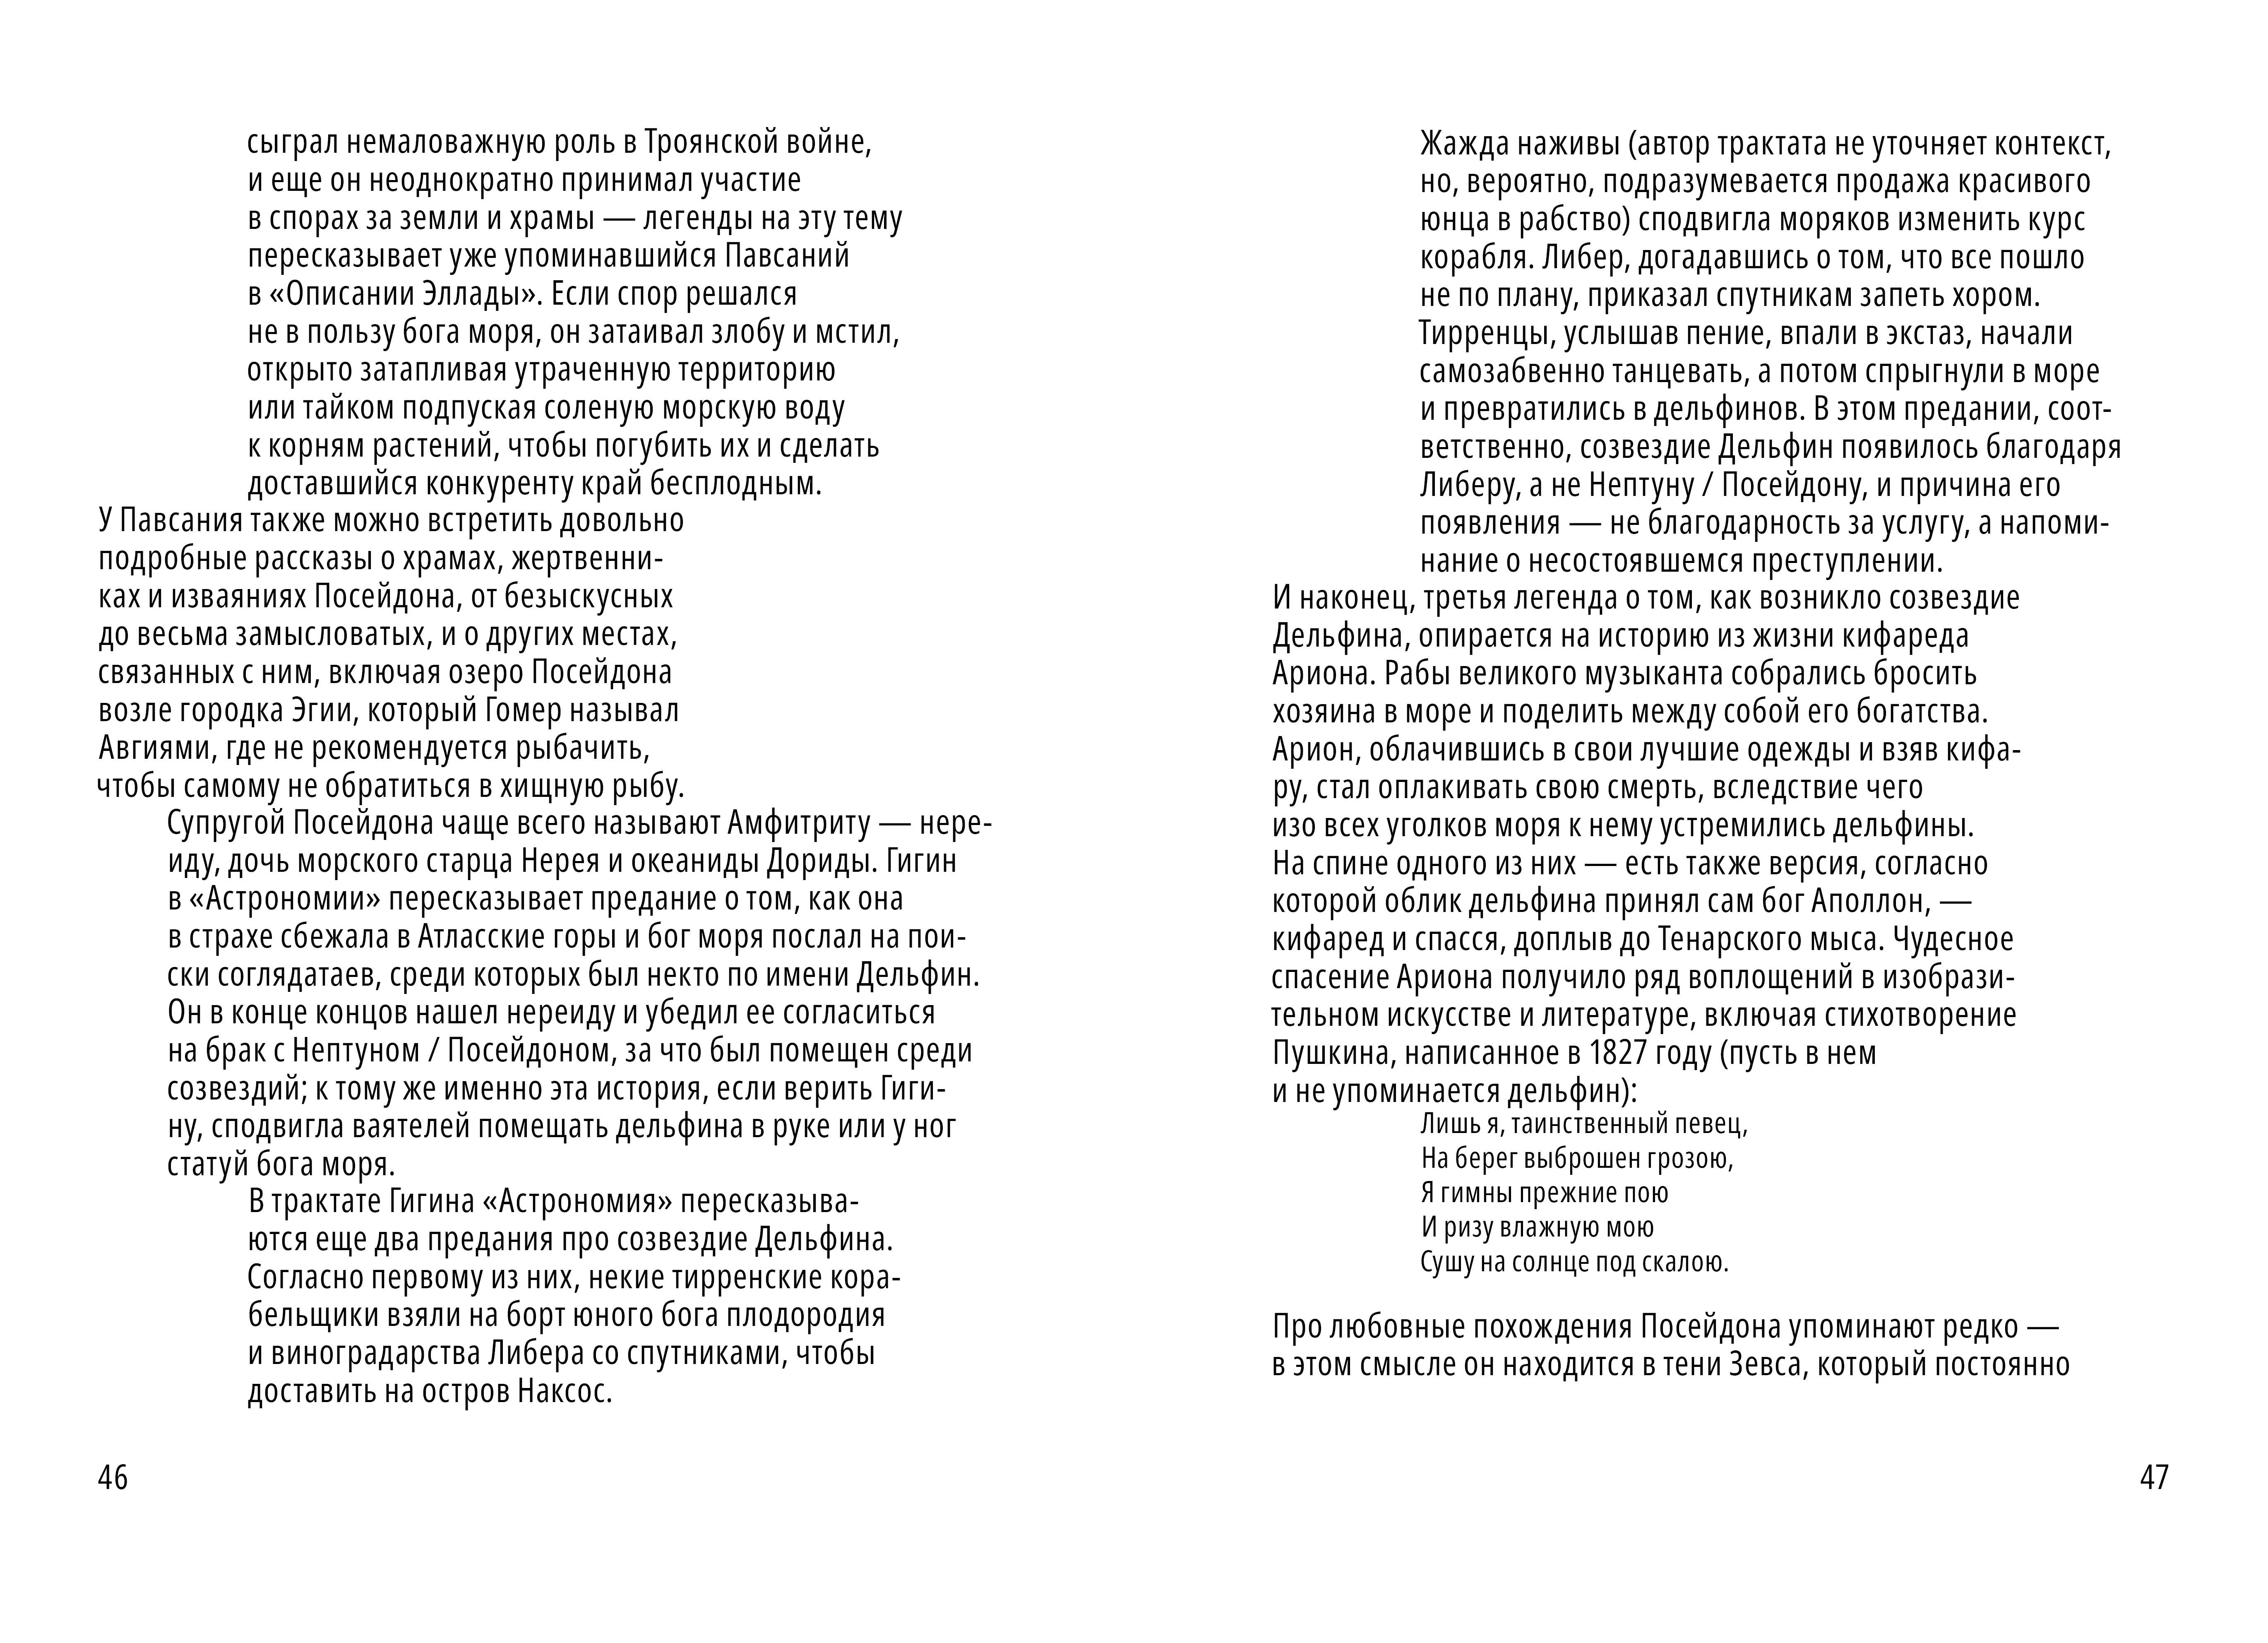 сыграл немаловажную роль в Троянской войне,
и еще он неоднократно принимал участие
в спорах за земли и храмы — легенды на эту тему
пересказывает уже упоминавшийся Павсаний
в «Описании Эллады». Если спор решался
не в пользу бога моря, он затаивал злобу и мстил,
открыто затапливая утраченную территорию
или тайком подпуская соленую морскую воду
к корням растений, чтобы погубить их и сделать
доставшийся конкуренту край бесплодным.
У Павсания также можно встретить довольно
подробные рассказы о храмах, жертвенни-
ках и изваяниях Посейдона, от безыскусных
до весьма замысловатых, и о других местах,
связанных с ним, включая озеро Посейдона
возле городка Эгии, который Гомер называл
Авгиями, где не рекомендуется рыбачить,
чтобы самому не обратиться в хищную рыбу.
Супругой Посейдона чаще всего называют Амфитриту — нере-
иду, дочь морского старца Нерея и океаниды Дориды. Гигин
в «Астрономии» пересказывает предание о том, как она
в страхе сбежала в Атласские горы и бог моря послал на пои-
ски соглядатаев, среди которых был некто по имени Дельфин.
Он в конце концов нашел нереиду и убедил ее согласиться
на брак с Нептуном / Посейдоном, за что был помещен среди
созвездий; к тому же именно эта история, если верить Гиги-
ну, сподвигла ваятелей помещать дельфина в руке или у ног
статуй бога моря.
В трактате Гигина «Астрономия» пересказыва-
ются еще два предания про созвездие Дельфина.
Согласно первому из них, некие тирренские кора-
бельщики взяли на борт юного бога плодородия
и виноградарства Либера со спутниками, чтобы
доставить на остров Наксос.
46
Жажда наживы (автор трактата не уточняет контекст,
но, вероятно, подразумевается продажа красивого
юнца в рабство) сподвигла моряков изменить курс
корабля. Либер, догадавшись о том, что все пошло
не по плану, приказал спутникам запеть хором.
Тирренцы, услышав пение, впали в экстаз, начали
самозабвенно танцевать, а потом спрыгнули в море
и превратились в дельфинов. В этом предании, соот-
ветственно, созвездие Дельфин появилось благодаря
Либеру, а не Нептуну / Посейдону, и причина его
появления — не благодарность за услугу, а напоми-
нание о несостоявшемся преступлении.
И наконец, третья легенда о том, как возникло созвездие
Дельфина, опирается на историю из жизни кифареда
Ариона. Рабы великого музыканта собрались бросить
хозяина в море и поделить между собой его богатства.
Арион, облачившись в свои лучшие одежды и взяв кифа-
ру, стал оплакивать свою смерть, вследствие чего
изо всех уголков моря к нему устремились дельфины.
На спине одного из них — есть также версия, согласно
которой облик дельфина принял сам бог Аполлон, —
кифаред и спасся, доплыв до Тенарского мыса. Чудесное
спасение Ариона получило ряд воплощений в изобрази-
тельном искусстве и литературе, включая стихотворение
Пушкина, написанное в 1827 году (пусть в нем
и не упоминается дельфин):
Лишь я, таинственный певец,
На берег выброшен грозою,
Я гимны прежние пою
И ризу влажную мою
Сушу на солнце под скалою.
Про любовные похождения Посейдона упоминают редко —
в этом смысле он находится в тени Зевса, который постоянно
47